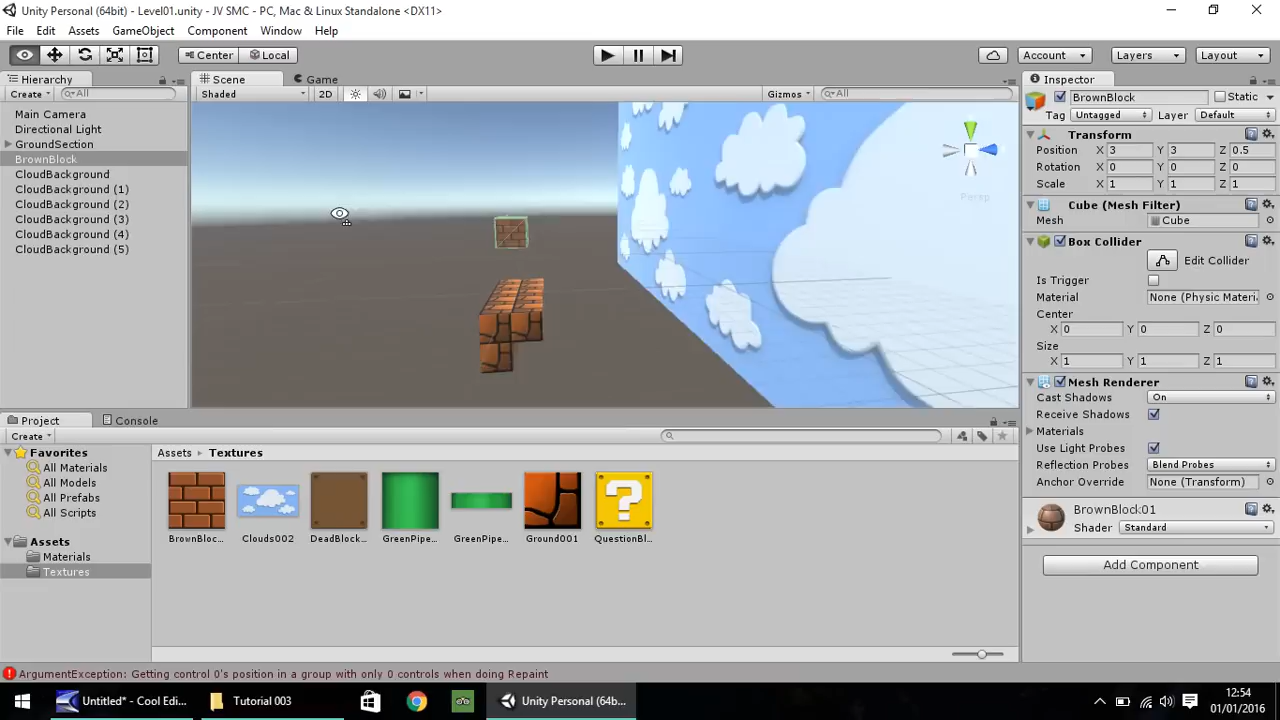 Unity Personal (64bit) - Level01.unity - JV SMC - PC, Mac & Linux Standalone <DX11>
File Edit Assets GameObject Component Window Help
Center Local Account Layers Layout
Hierarchy Scene Game Inspector
Create All Shaded 2D Gizmos All BrownBlock Static
Main Camera
Directional Light
GroundSection
BrownBlock
CloudBackground
CloudBackground (1)
CloudBackground (2)
CloudBackground (3)
CloudBackground (4)
CloudBackground (5)
Persp
Tag Untagged Layer Default
Transform
Position X 3 Y 3 Z 0.5
Rotation X 0 Y 0 Z 0
Scale X 1 Y 1 Z 1
Cube (Mesh Filter)
Mesh Cube
Box Collider
Edit Collider
Is Trigger
Material None (Physic Materi
Center
X 0 Y 0 Z 0
Size
X 1 Y 1 Z 1
Mesh Renderer
Cast Shadows On
Receive Shadows
Materials
Use Light Probes
Reflection Probes Blend Probes
Anchor Override None (Transform)
BrownBlock01
Shader Standard
Add Component
Project Console
Create
Favorites
All Materials
All Models
All Prefabs
All Scripts
Assets
Materials
Textures
Assets Textures
BrownBloc... Clouds002 DeadBlock... GreenPipe... GreenPipe... Ground001 QuestionBl...
ArgumentException: Getting control 0's position in a group with only 0 controls when doing Repaint
Untitled* - Cool Edi... Tutorial 003 Unity Personal (64b...
12:54
01/01/2016